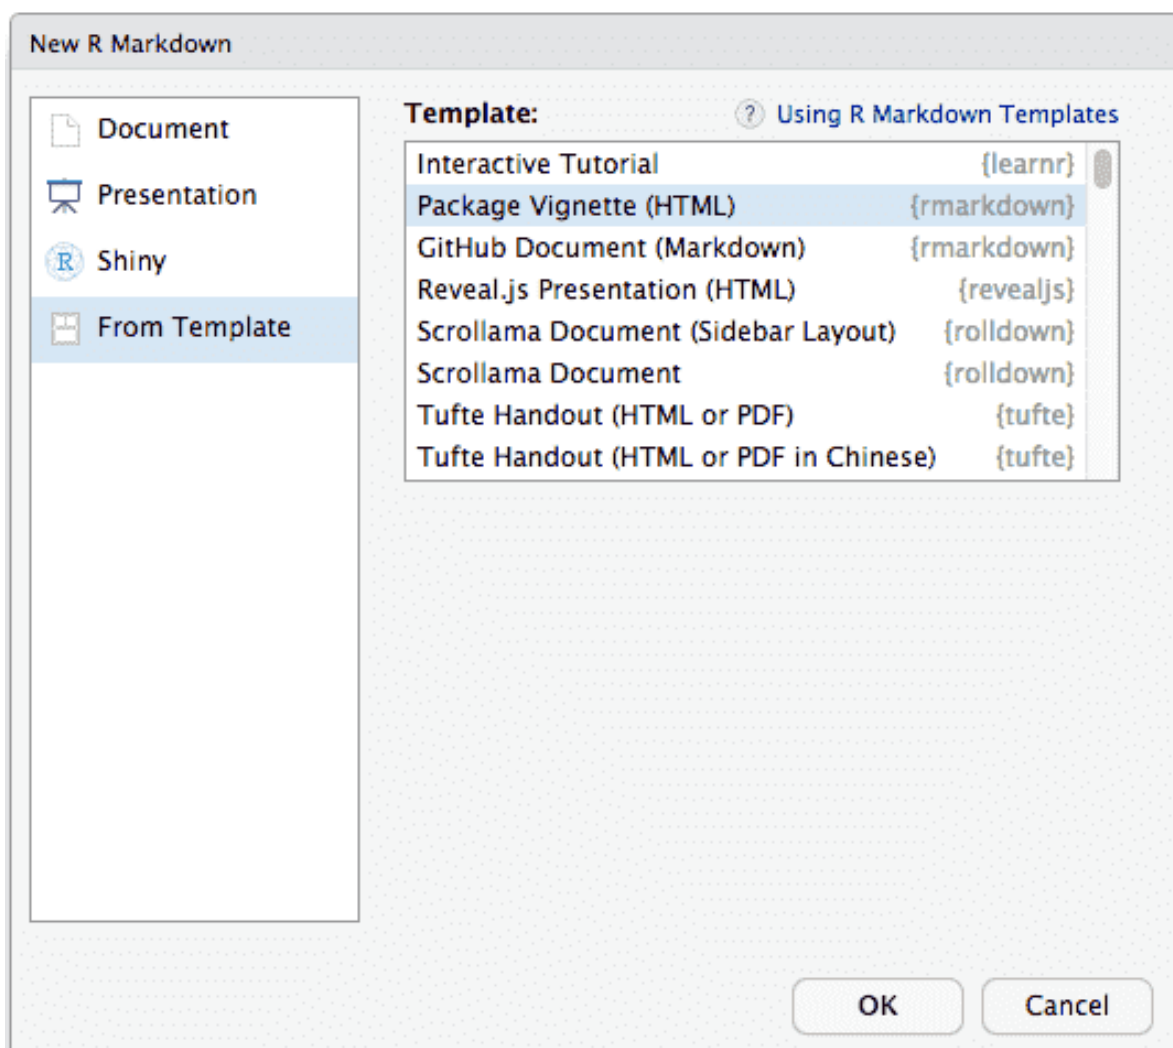 New R Markdown
Document
Presentation
R Shiny
From Template
Template: ? Using R Markdown Templates
Interactive Tutorial {learnr}
Package Vignette (HTML) {rmarkdown}
GitHub Document (Markdown) {rmarkdown}
Reveal.js Presentation (HTML) {revealjs}
Scrollama Document (Sidebar Layout) {rolldown}
Scrollama Document {rolldown}
Tufte Handout (HTML or PDF) {tufte}
Tufte Handout (HTML or PDF in Chinese) {tufte}
OK Cancel